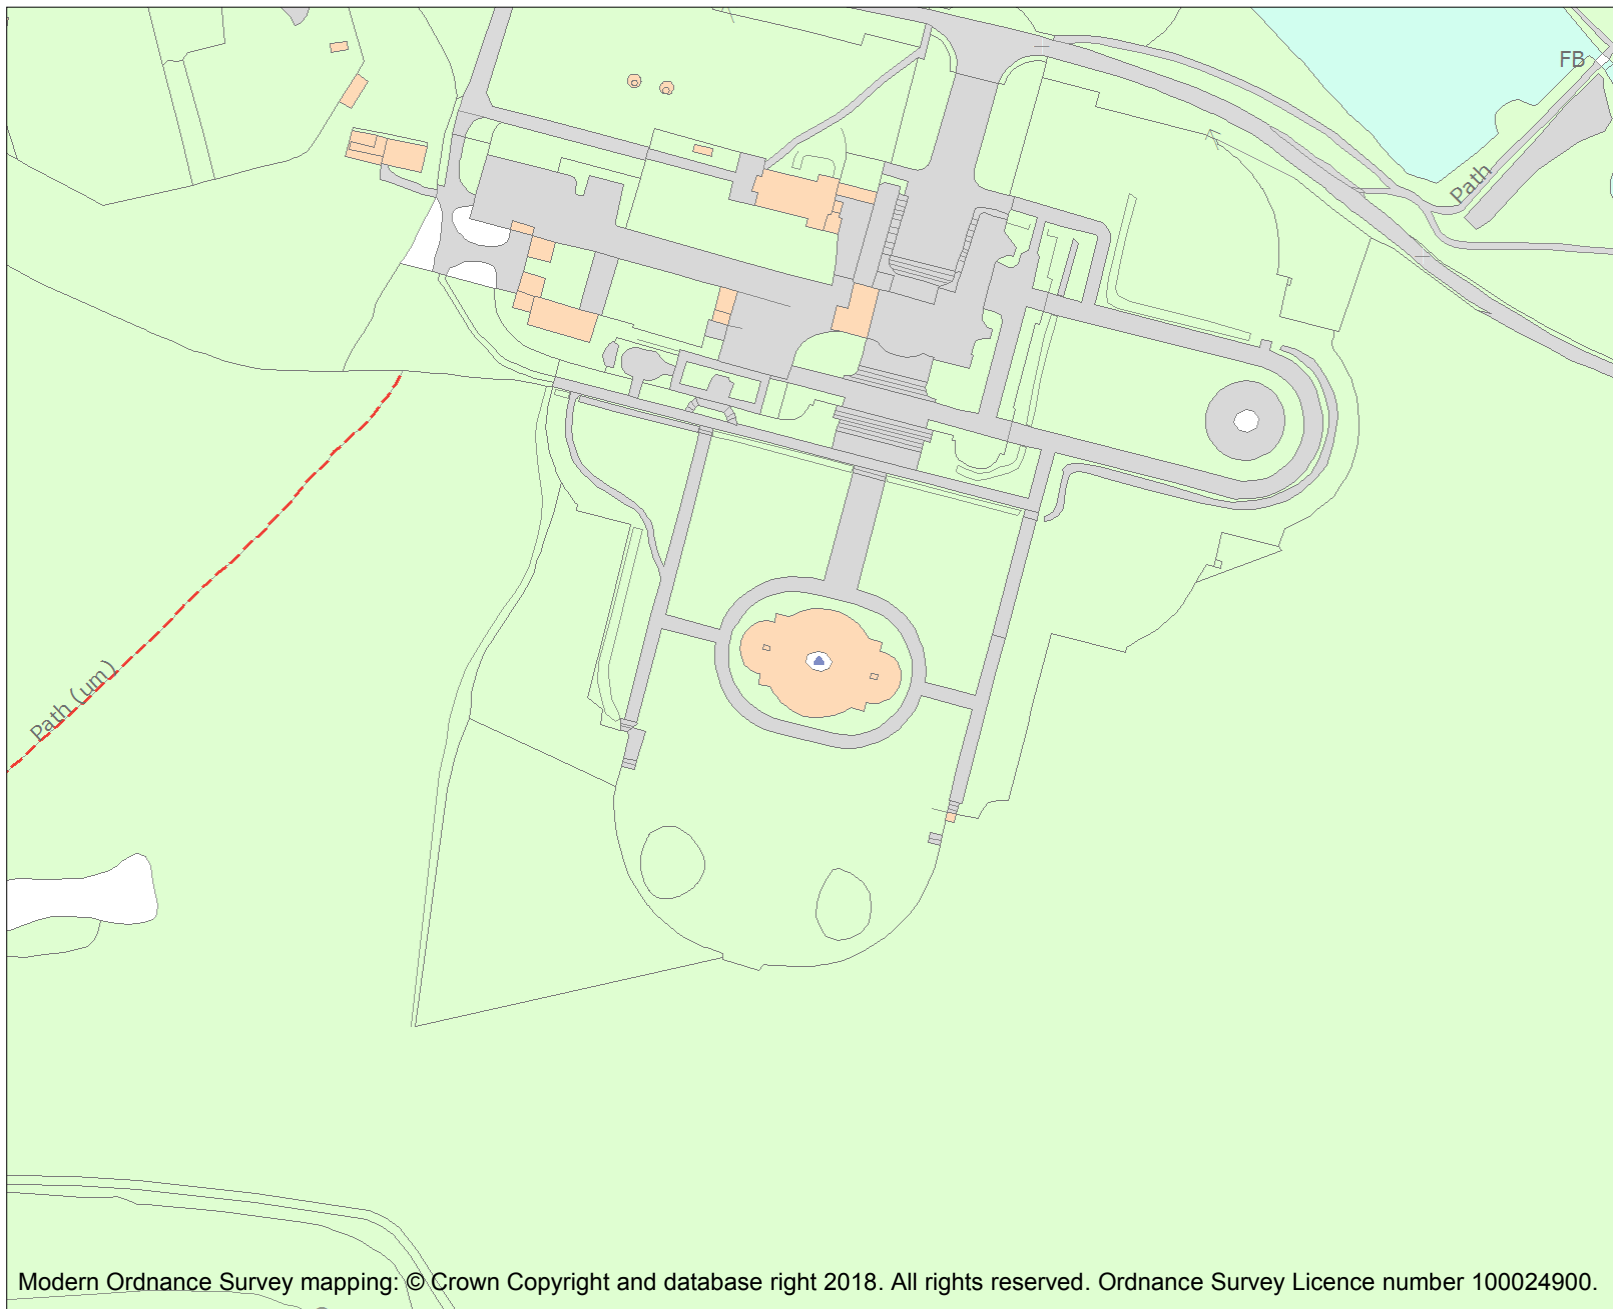 FB
Path
Path (um)
Modern Ordnance Survey mapping: © Crown Copyright and database right 2018. All rights reserved. Ordnance Survey Licence number 100024900.